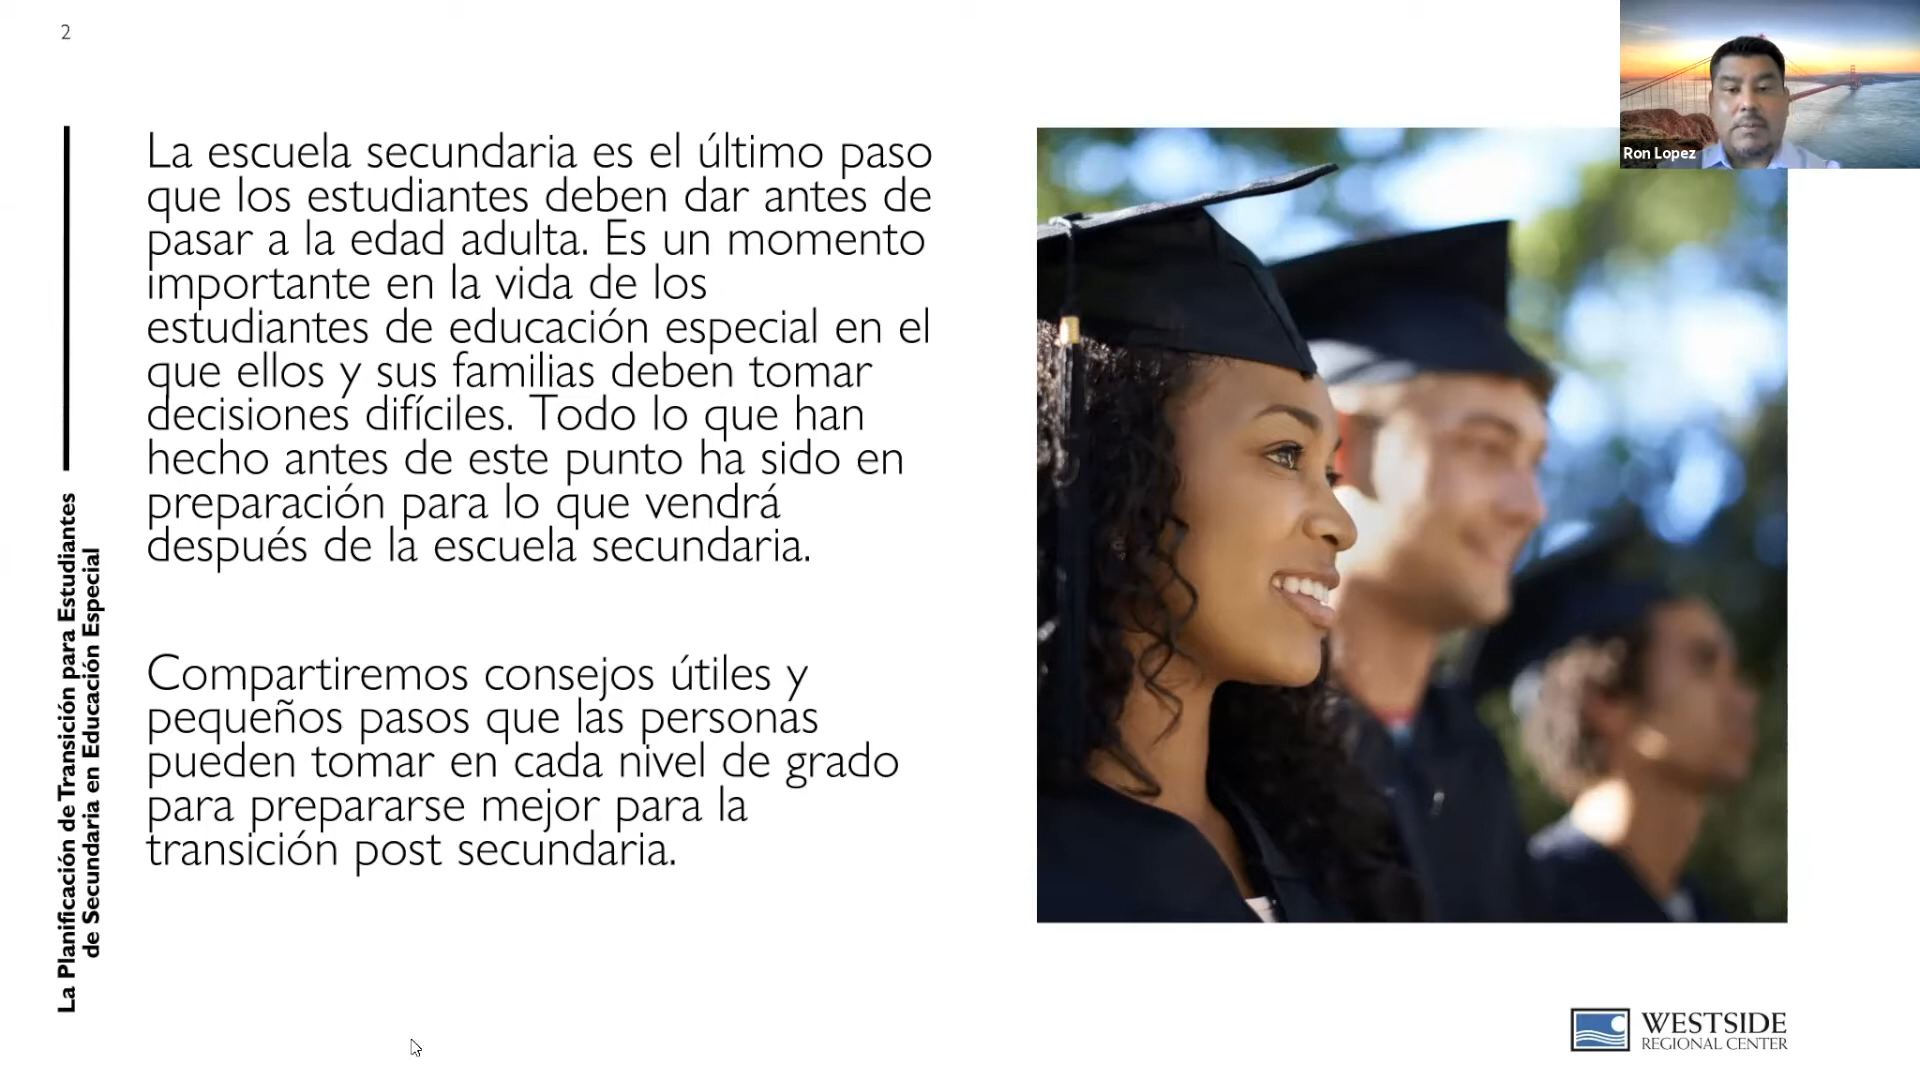 2
Ron Lopez
La Planificación de Transición para Estudiantes
de Secundaria en Educación Especial
La escuela secundaria es el último paso
que los estudiantes deben dar antes de
pasar a la edad adulta. Es un momento
importante en la vida de los
estudiantes de educación especial en el
que ellos y sus familias deben tomar
decisiones difíciles. Todo lo que han
hecho antes de este punto ha sido en
preparación para lo que vendrá
después de la escuela secundaria.
Compartiremos consejos útiles y
pequeños pasos que las personas
pueden tomar en cada nivel de grado
para prepararse mejor para la
transición post secundaria.
WESTSIDE
REGIONAL CENTER